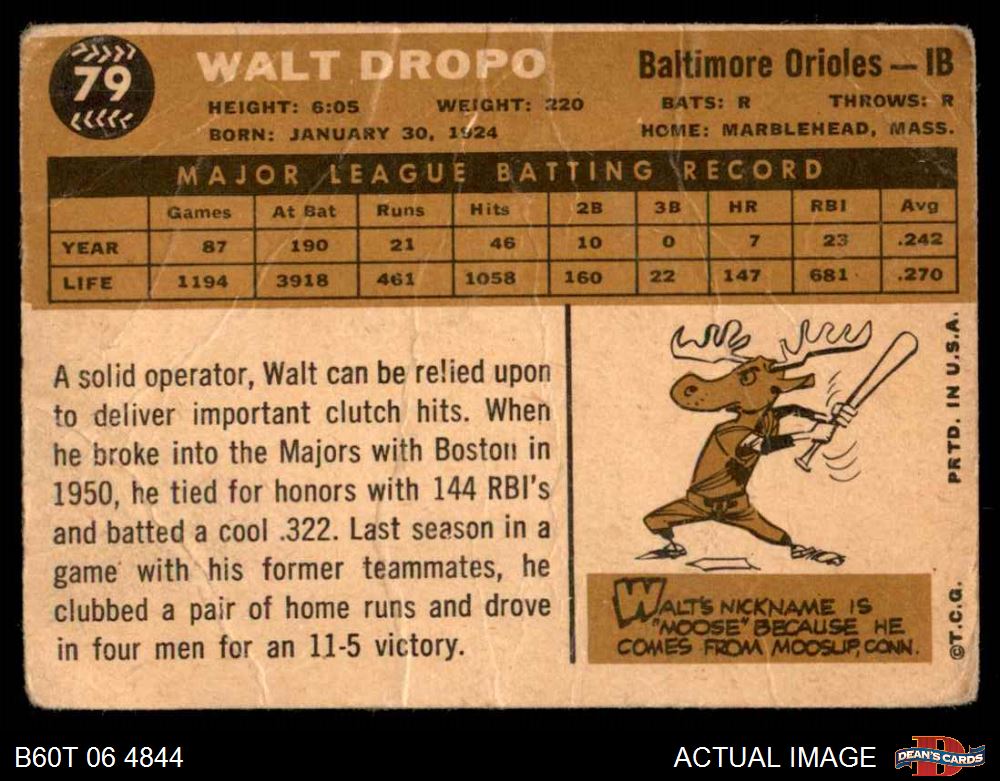 79
WALT DROPO
Baltimore Orioles — 1B
HEIGHT: 6:05 WEIGHT: 220 BATS: R THROWS: R
BORN: JANUARY 30, 1924 HOME: MARBLEHEAD, MASS.
MAJOR LEAGUE BATTING RECORD
Games At Bat Runs Hits 2B 3B HR RBI Avg
YEAR 87 190 21 46 10 0 7 23 .242
LIFE 1194 3918 461 1058 160 22 147 681 .270
A solid operator, Walt can be relied upon
to deliver important clutch hits. When
he broke into the Majors with Boston in
1950, he tied for honors with 144 RBI's
and batted a cool .322. Last season in a
game with his former teammates, he
clubbed a pair of home runs and drove
in four men for an 11-5 victory.
WALT'S NICKNAME IS
"MOOSE" BECAUSE HE
COMES FROM MOOSUP, CONN.
PRTD. IN U.S.A.
©T.C.G.
B60T 06 4844
ACTUAL IMAGE
DEAN'S CARDS